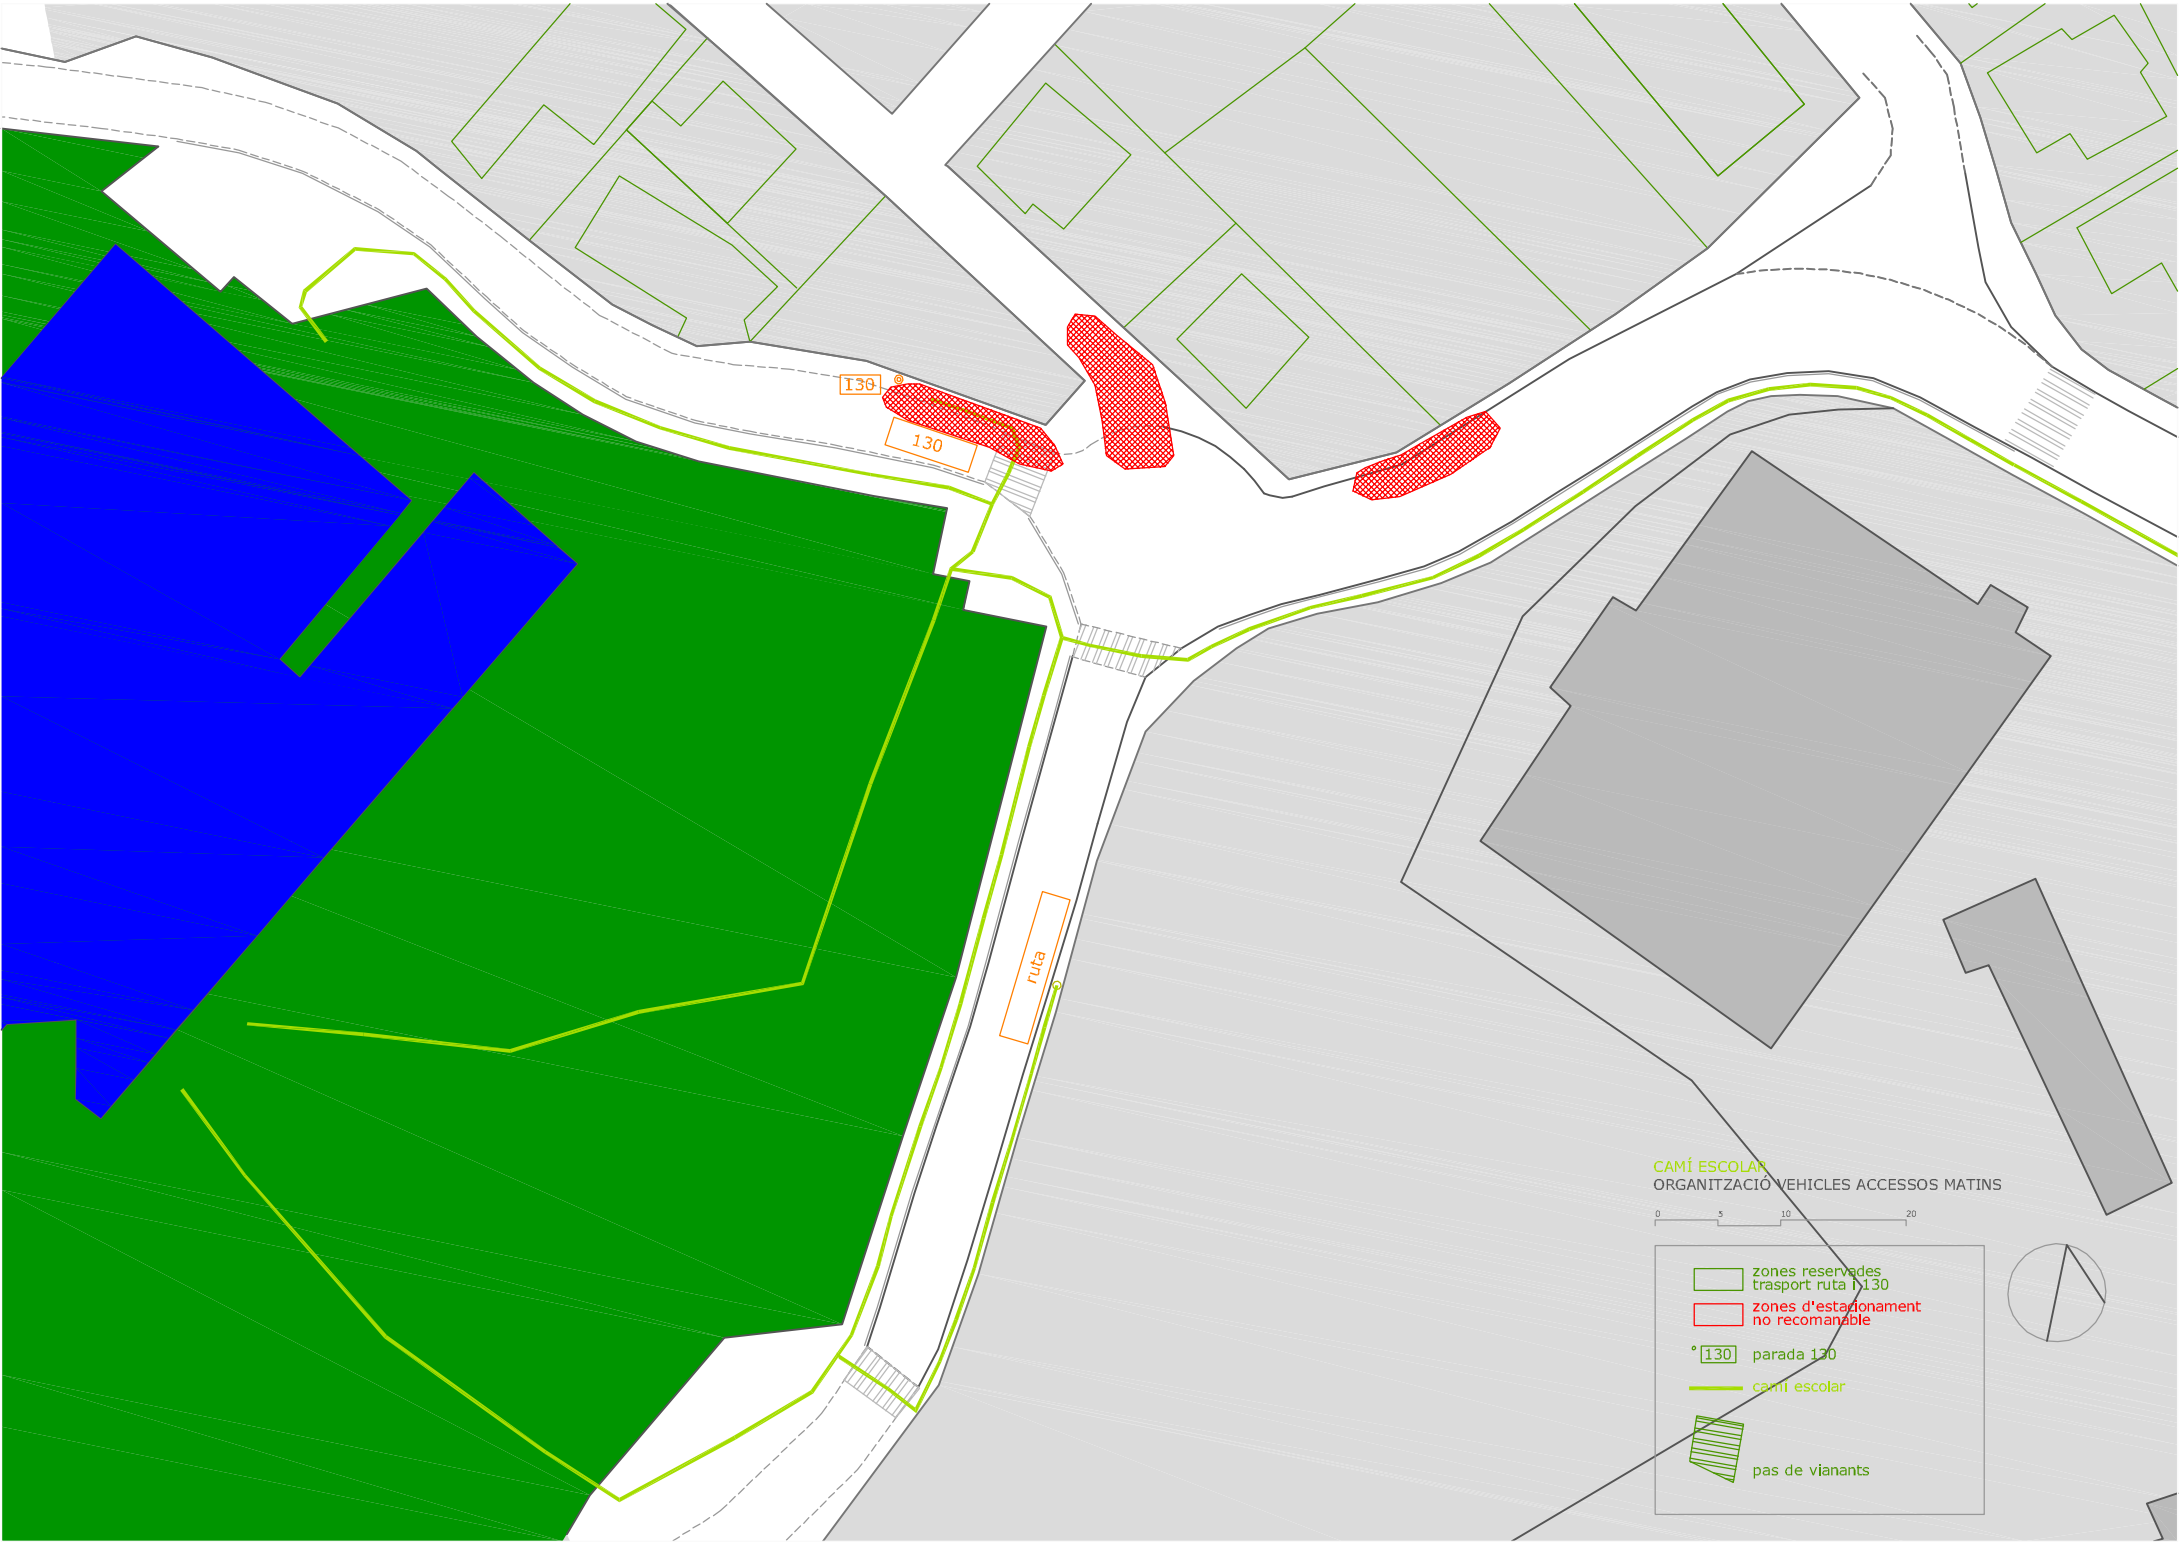 130
130
ruta
CAMÍ ESCOLAR
ORGANITZACIÓ VEHICLES ACCESSOS MATINS
0 5 10 20
zones reservades
trasport ruta i 130
zones d'estacionament
no recomanable
130 parada 130
camí escolar
pas de vianants